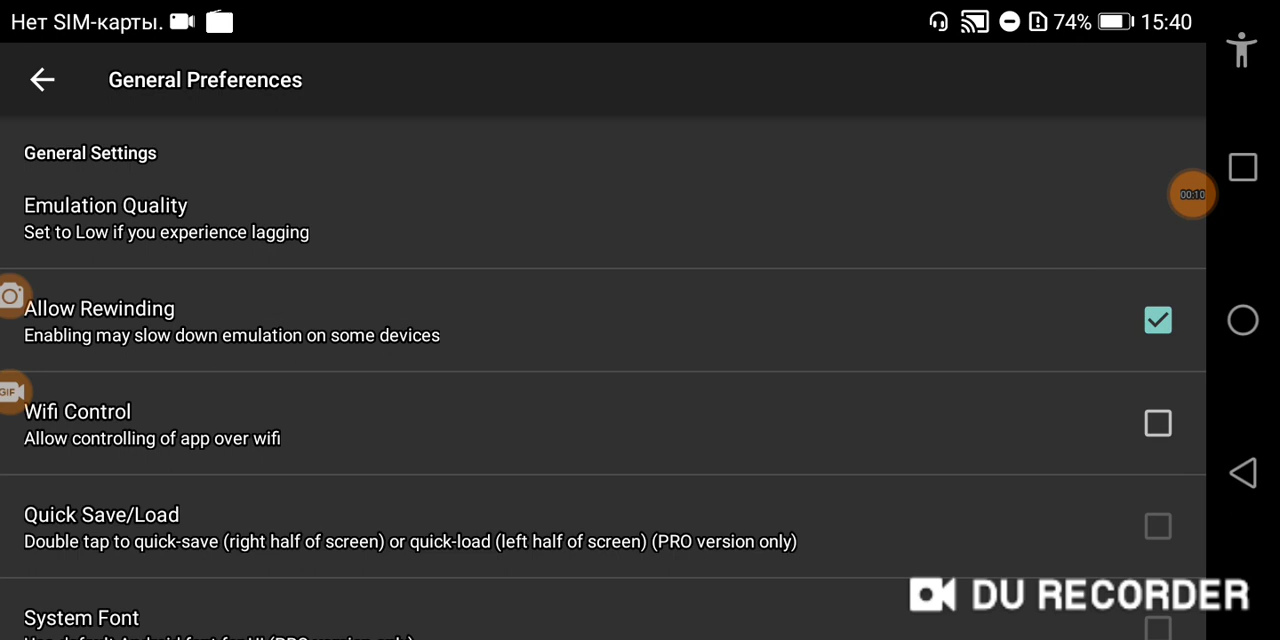 Нет SIM-карты.
74% 15:40
General Preferences
General Settings
Emulation Quality
Set to Low if you experience lagging
00:10
Allow Rewinding
Enabling may slow down emulation on some devices
GIF
Wifi Control
Allow controlling of app over wifi
Quick Save/Load
Double tap to quick-save (right half of screen) or quick-load (left half of screen) (PRO version only)
DU RECORDER
System Font